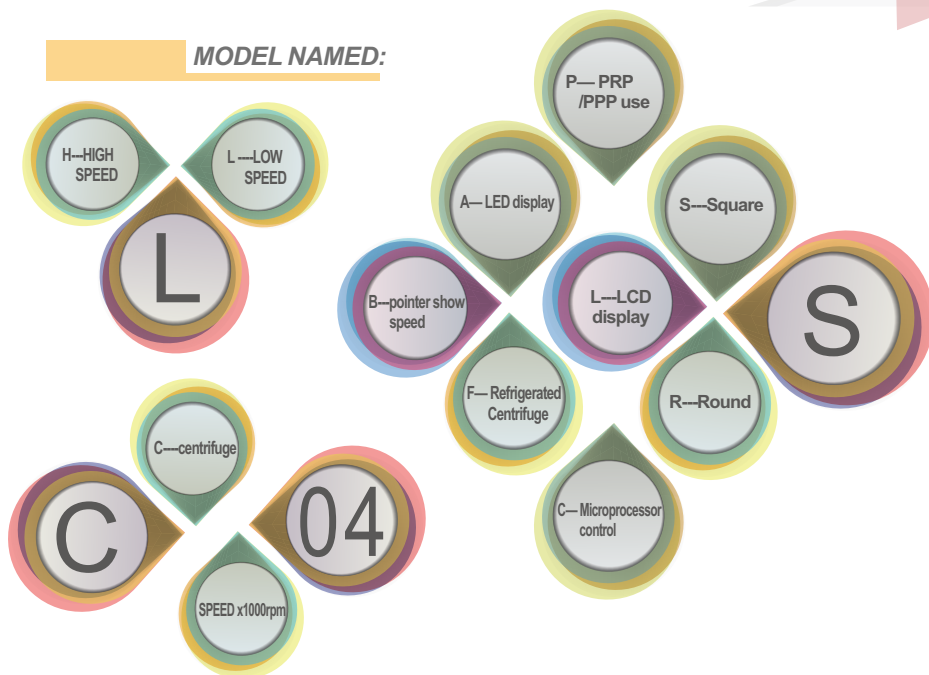 MODEL NAMED:
H---HIGH
SPEED
L ----LOW
SPEED
L
P— PRP
/PPP use
A— LED display
S---Square
B---pointer show
speed
L---LCD
display
S
F— Refrigerated
Centrifuge
R---Round
C— Microprocessor
control
C----centrifuge
C
04
SPEED x1000rpm